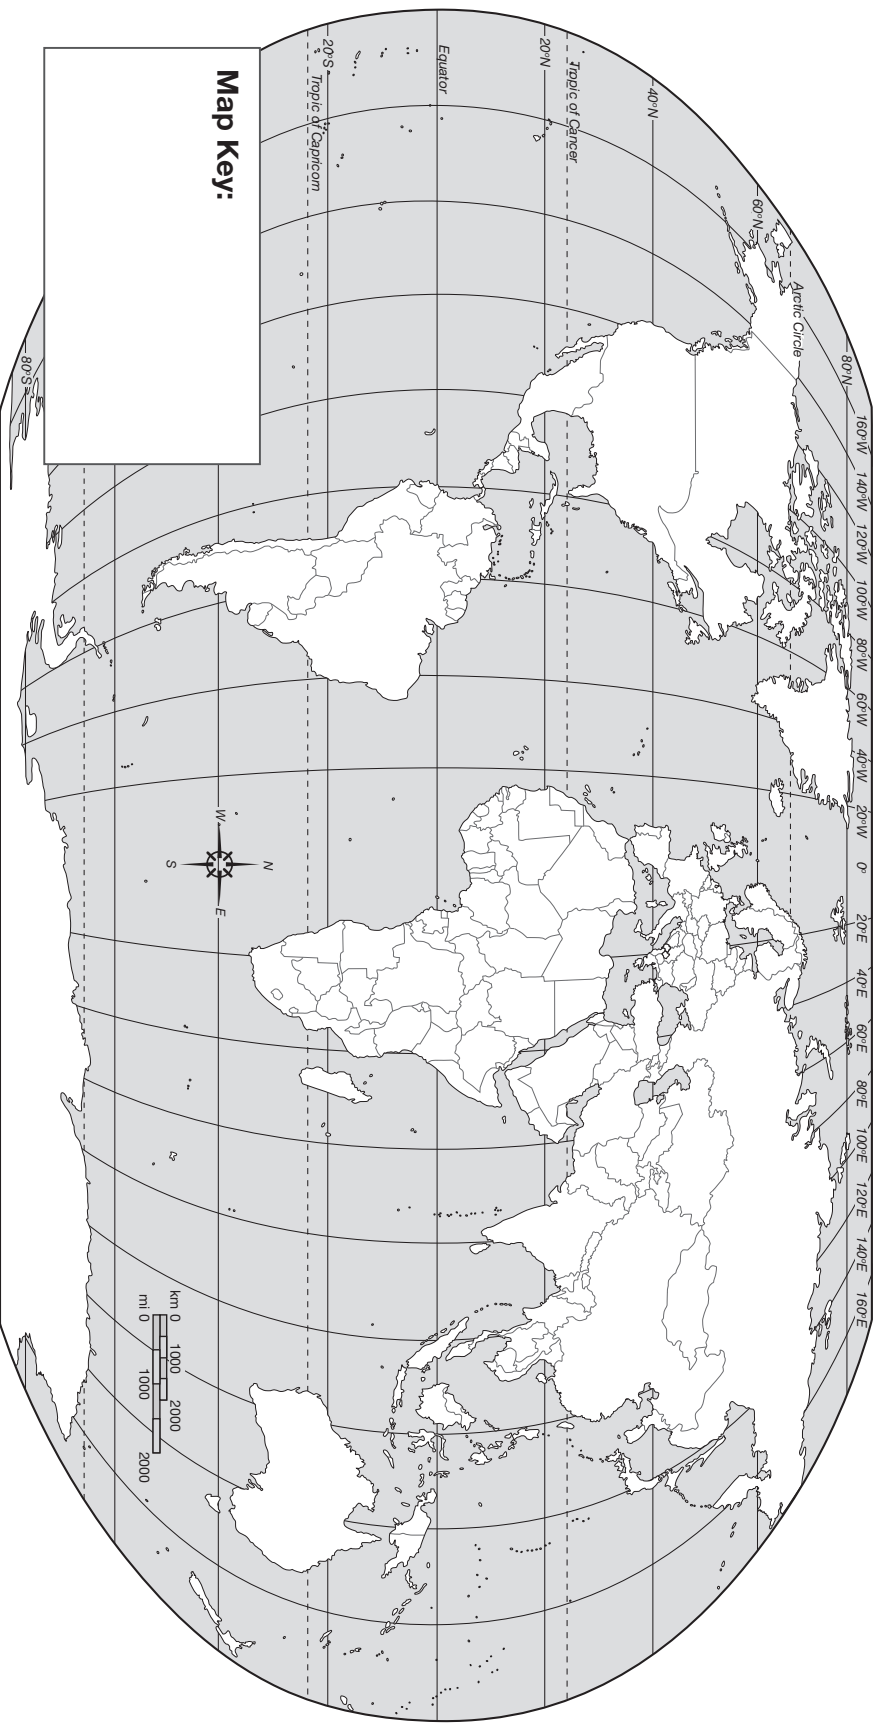 Map Key:
80°N
Arctic Circle
60°N
40°N
Tropic of Cancer
20°N
Equator
20°S
Tropic of Capricorn
80°S
160°W
140°W
120°W
100°W
80°W
60°W
40°W
20°W
0°
20°E
40°E
60°E
80°E
100°E
120°E
140°E
160°E
N
W
E
S
km 0 1000 2000
mi 0 1000 2000